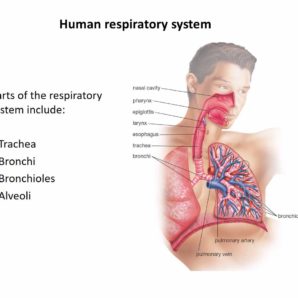 Human respiratory system
arts of the respiratory
stem include:
Trachea
Bronchi
Bronchioles
Alveoli
nasal cavity
pharynx
epiglottis
larynx
esophagus
trachea
bronchi
bronchio
pulmonary artery
pulmonary vein